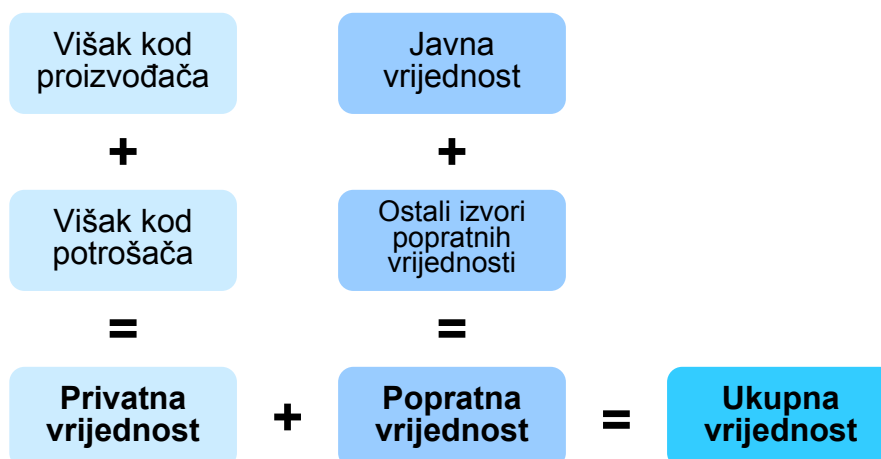 Višak kod
proizvođača
Javna
vrijednost
+
+
Višak kod
potrošača
Ostali izvori
popratnih
vrijednosti
=
=
Privatna
vrijednost
+
Popratna
vrijednost
=
Ukupna
vrijednost